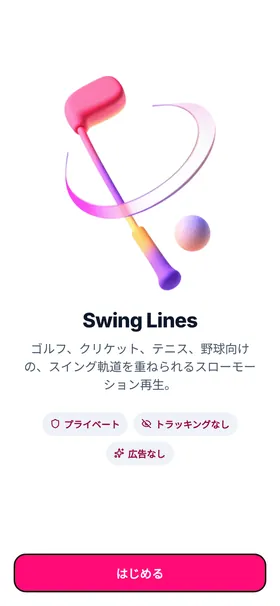 Swing Lines
ゴルフ、クリケット、テニス、野球向け
の、スイング軌道を重ねられるスローモー
ション再生。
プライベート
トラッキングなし
広告なし
はじめる